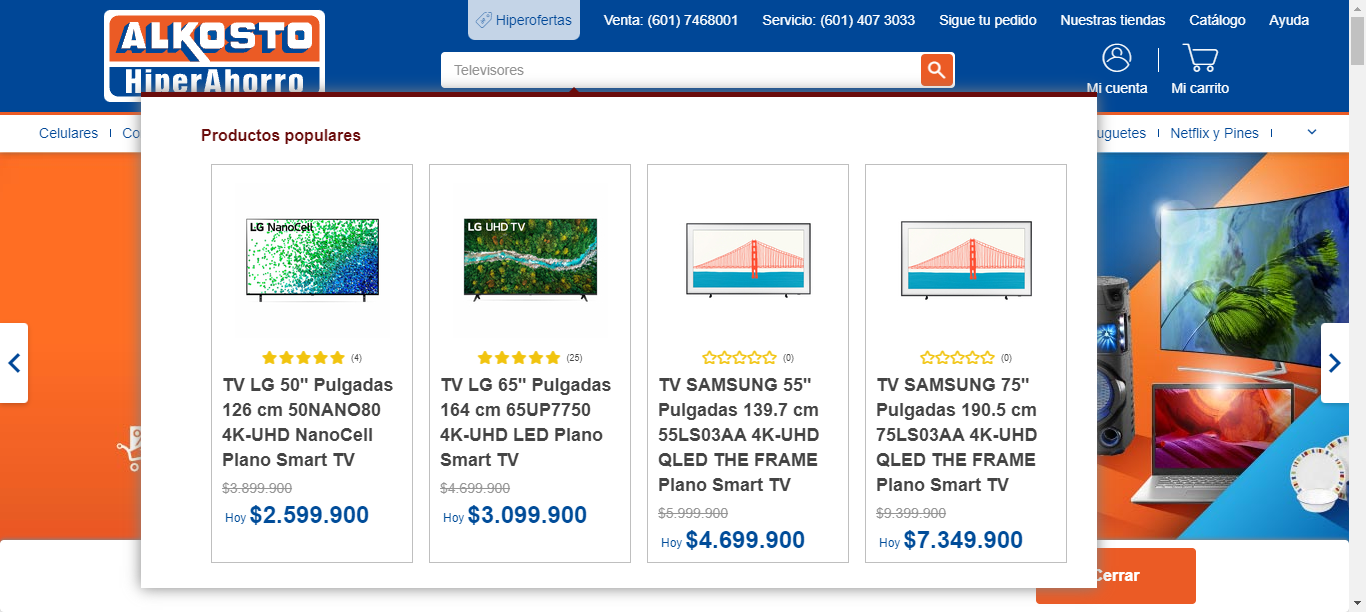 ALKOSTO
HiperAhorro
Hiperofertas
Venta: (601) 7468001
Servicio: (601) 407 3033
Sigue tu pedido
Nuestras tiendas
Catálogo
Ayuda
Televisores
Mi cuenta
Mi carrito
Celulares
Co
uguetes
Netflix y Pines
Productos populares
LG NanoCell
(4)
TV LG 50" Pulgadas
126 cm 50NANO80
4K-UHD NanoCell
Plano Smart TV
$3.899.900
Hoy $2.599.900
LG UHD TV
(25)
TV LG 65" Pulgadas
164 cm 65UP7750
4K-UHD LED Plano
Smart TV
$4.699.900
Hoy $3.099.900
(0)
TV SAMSUNG 55"
Pulgadas 139.7 cm
55LS03AA 4K-UHD
QLED THE FRAME
Plano Smart TV
$5.999.900
Hoy $4.699.900
(0)
TV SAMSUNG 75"
Pulgadas 190.5 cm
75LS03AA 4K-UHD
QLED THE FRAME
Plano Smart TV
$9.399.900
Hoy $7.349.900
Cerrar